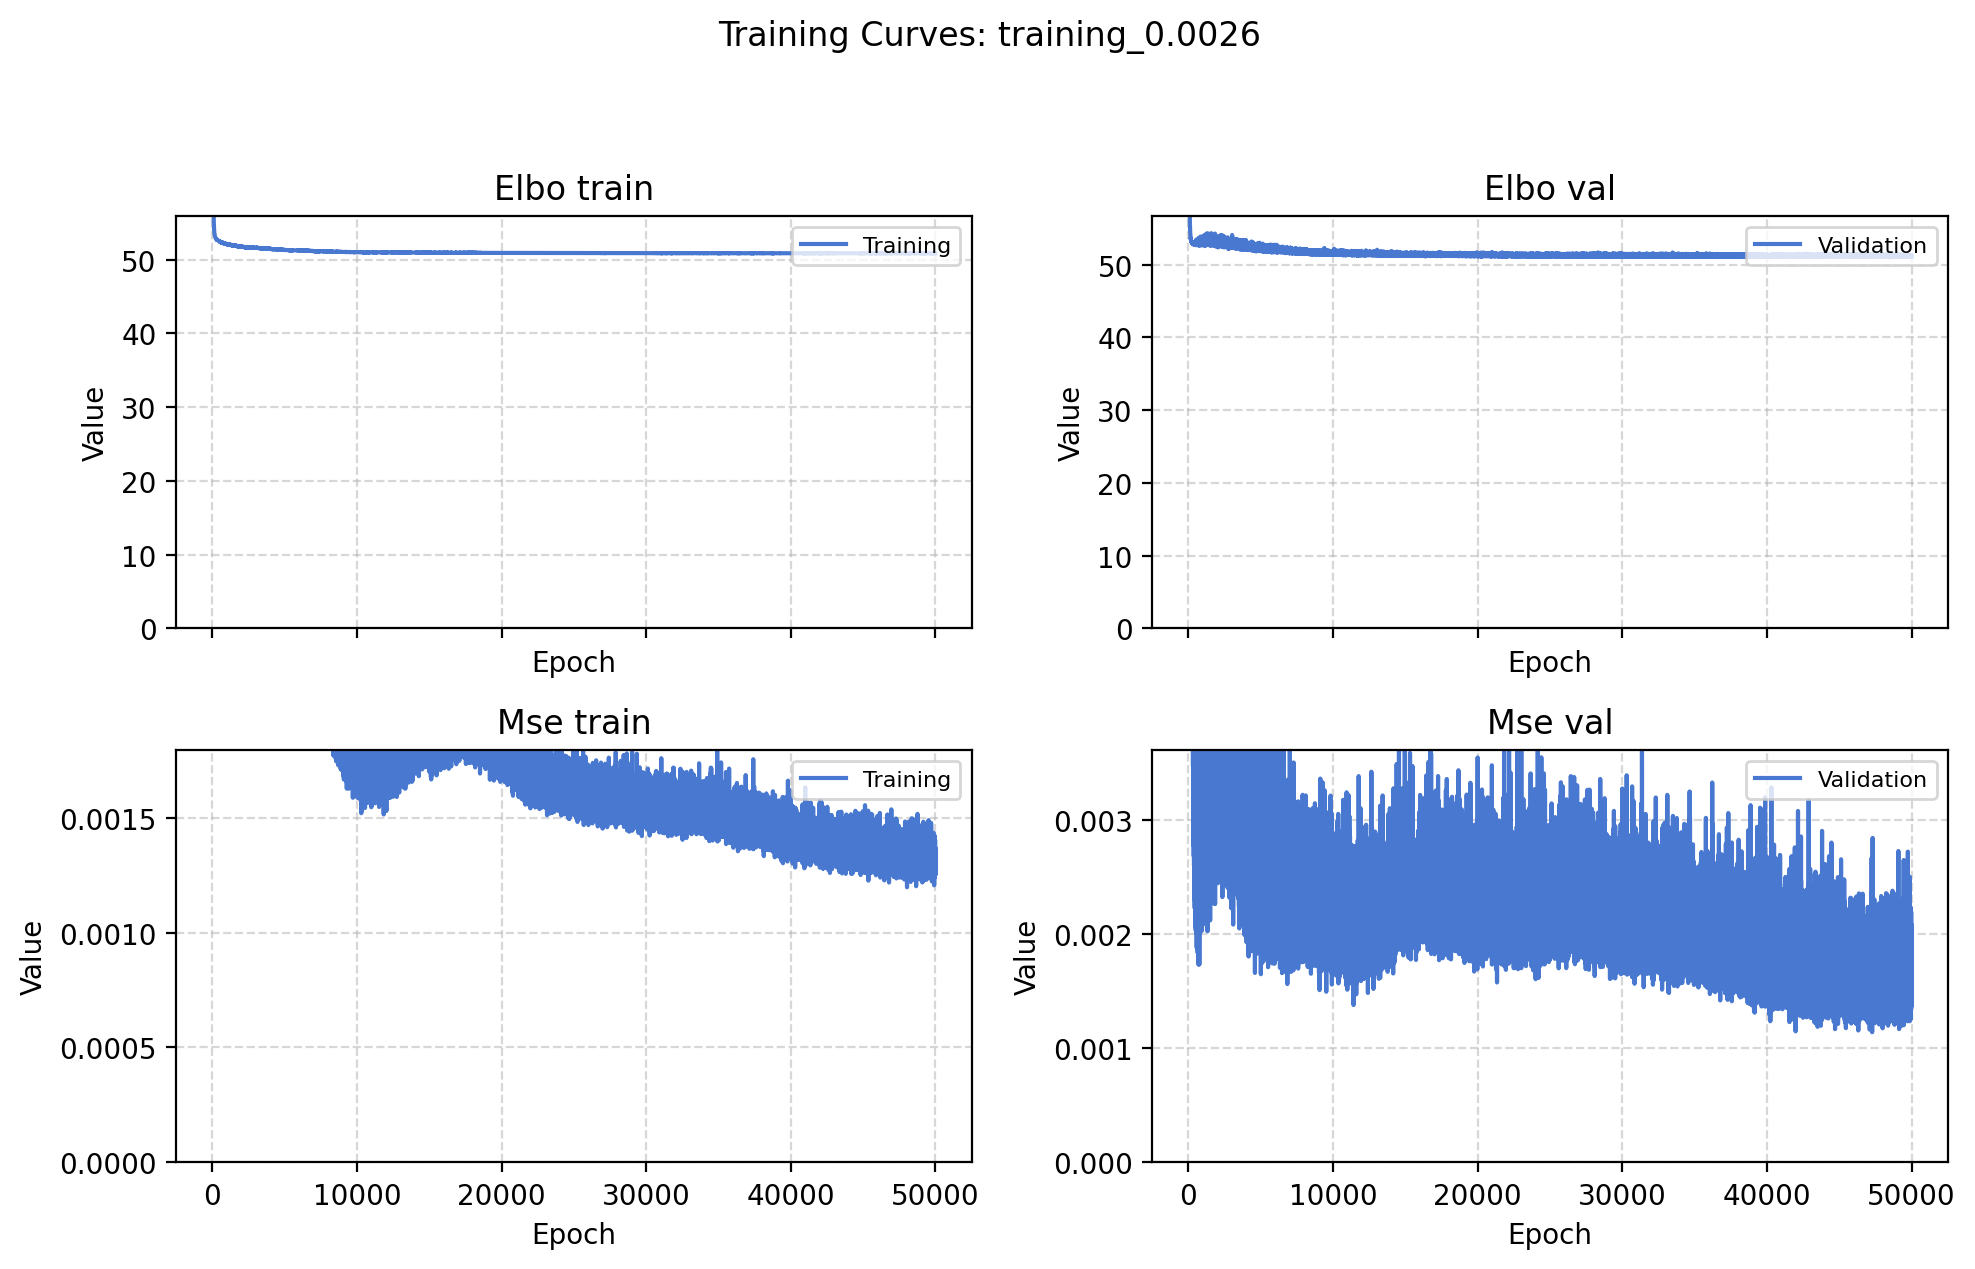 Training Curves: training_0.0026
Elbo train
Elbo val
Value
50
40
30
20
10
0
Training
Epoch
Value
50
40
30
20
10
0
Validation
Epoch
Mse train
Mse val
Value
0.0015
0.0010
0.0005
0.0000
Training
0 10000 20000 30000 40000 50000
Epoch
Value
0.003
0.002
0.001
0.000
Validation
0 10000 20000 30000 40000 50000
Epoch